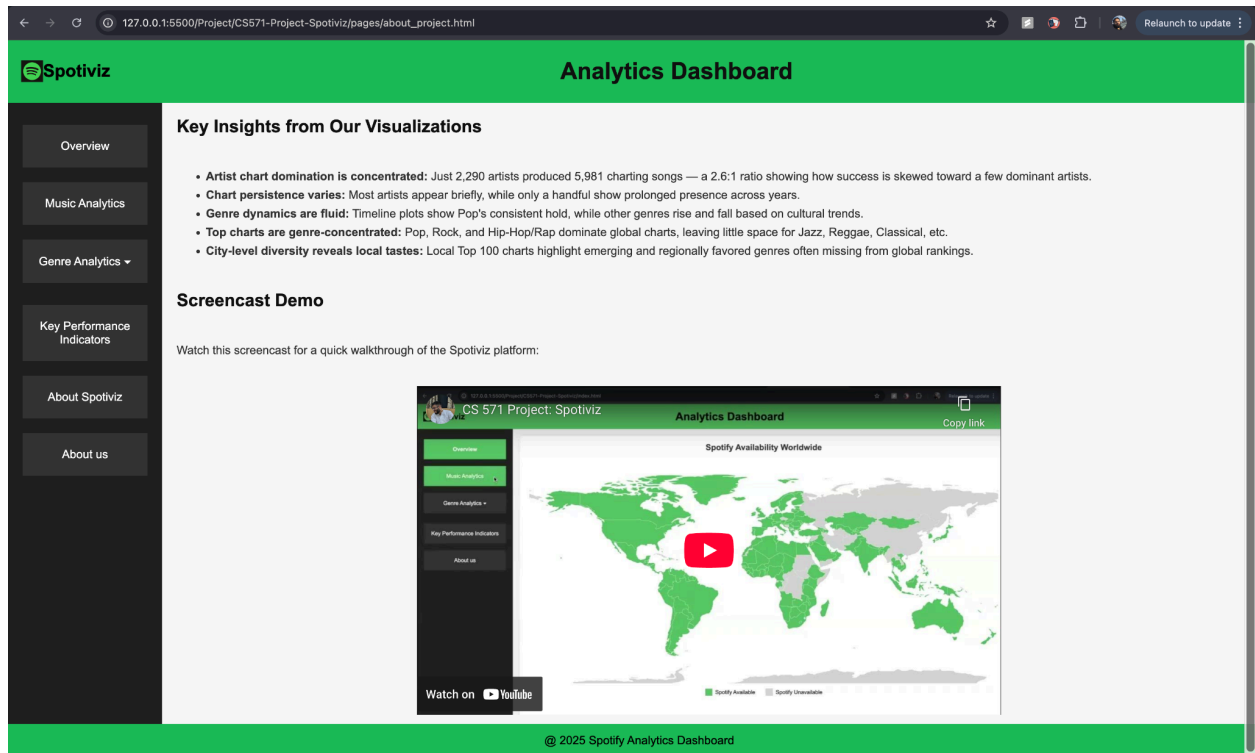 127.0.0.1:5500/Project/CS571-Project-Spotiviz/pages/about_project.html
Relaunch to update
Spotiviz
Analytics Dashboard
Overview
Music Analytics
Genre Analytics
Key Performance
Indicators
About Spotiviz
About us
Key Insights from Our Visualizations
• Artist chart domination is concentrated: Just 2,290 artists produced 5,981 charting songs — a 2.6:1 ratio showing how success is skewed toward a few dominant artists.
• Chart persistence varies: Most artists appear briefly, while only a handful show prolonged presence across years.
• Genre dynamics are fluid: Timeline plots show Pop's consistent hold, while other genres rise and fall based on cultural trends.
• Top charts are genre-concentrated: Pop, Rock, and Hip-Hop/Rap dominate global charts, leaving little space for Jazz, Reggae, Classical, etc.
• City-level diversity reveals local tastes: Local Top 100 charts highlight emerging and regionally favored genres often missing from global rankings.
Screencast Demo
Watch this screencast for a quick walkthrough of the Spotiviz platform:
CS 571 Project: Spotiviz
Analytics Dashboard
Copy link
Overview
Music Analytics
Genre Analytics
Key Performance Indicators
About us
Spotify Availability Worldwide
Spotify Available
Spotify Unavailable
Watch on YouTube
@ 2025 Spotify Analytics Dashboard